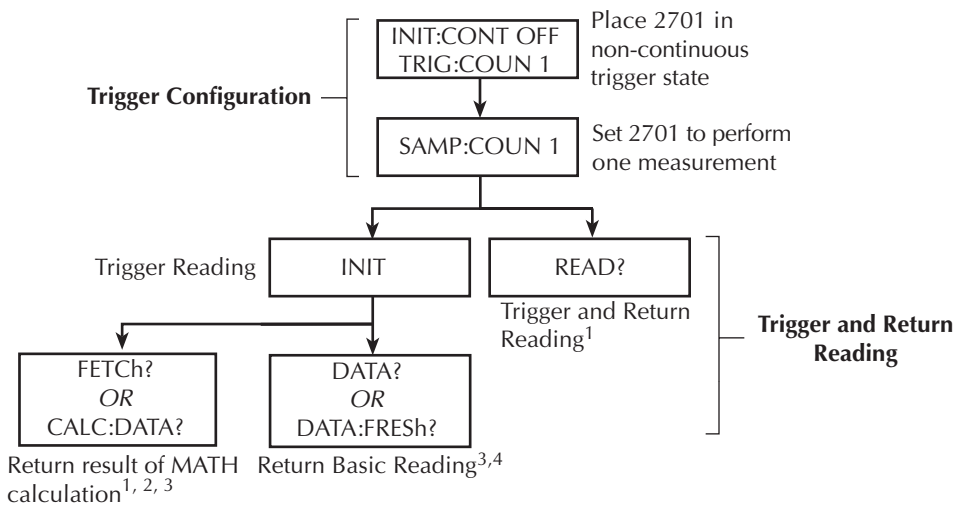 INIT:CONT OFF
TRIG:COUN 1
Place 2701 in
non-continuous
trigger state
Trigger Configuration
SAMP:COUN 1
Set 2701 to perform
one measurement
Trigger Reading
INIT
READ?
Trigger and Return
Reading1
Trigger and Return
Reading
FETCh?
OR
CALC:DATA?
DATA?
OR
DATA:FRESh?
Return result of MATH
calculation1, 2, 3
Return Basic Reading3,4